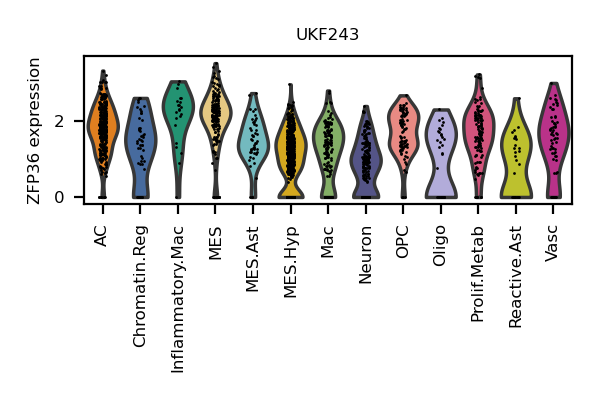 UKF243
ZFP36 expression
2
0
AC
Chromatin.Reg
Inflammatory.Mac
MES
MES.Ast
MES.Hyp
Mac
Neuron
OPC
Oligo
Prolif.Metab
Reactive.Ast
Vasc